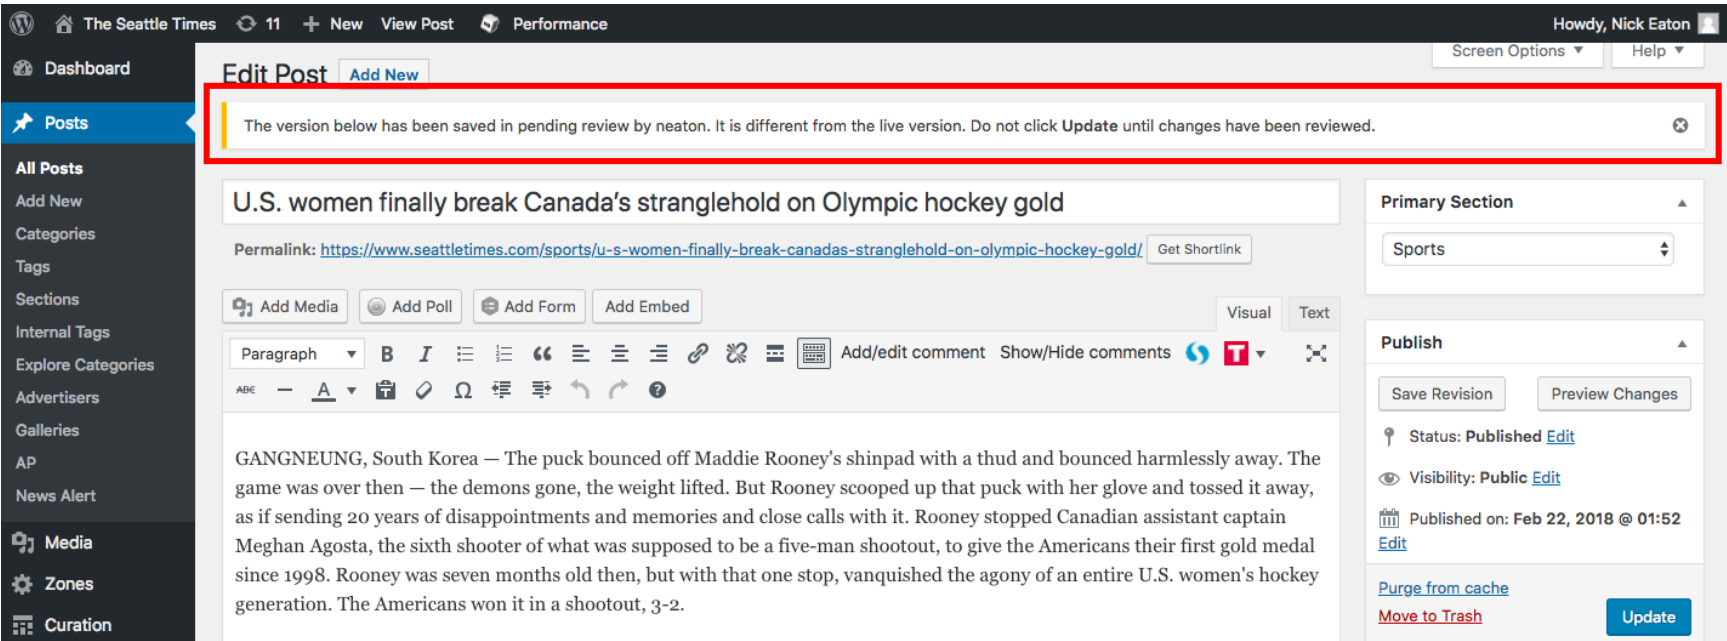 The Seattle Times 11 New View Post Performance Howdy, Nick Eaton
Screen Options Help
Dashboard
Posts
All Posts
Add New
Categories
Tags
Sections
Internal Tags
Explore Categories
Advertisers
Galleries
AP
News Alert
Media
Zones
Curation
Edit Post Add New
The version below has been saved in pending review by neaton. It is different from the live version. Do not click Update until changes have been reviewed.
U.S. women finally break Canada’s stranglehold on Olympic hockey gold
Permalink: https://www.seattletimes.com/sports/u-s-women-finally-break-canadas-stranglehold-on-olympic-hockey-gold/ Get Shortlink
Add Media Add Poll Add Form Add Embed
Visual Text
Paragraph B I Add/edit comment Show/Hide comments T
ABC A Ω
GANGNEUNG, South Korea — The puck bounced off Maddie Rooney's shinpad with a thud and bounced harmlessly away. The
game was over then — the demons gone, the weight lifted. But Rooney scooped up that puck with her glove and tossed it away,
as if sending 20 years of disappointments and memories and close calls with it. Rooney stopped Canadian assistant captain
Meghan Agosta, the sixth shooter of what was supposed to be a five-man shootout, to give the Americans their first gold medal
since 1998. Rooney was seven months old then, but with that one stop, vanquished the agony of an entire U.S. women's hockey
generation. The Americans won it in a shootout, 3-2.
Primary Section
Sports
Publish
Save Revision Preview Changes
Status: Published Edit
Visibility: Public Edit
Published on: Feb 22, 2018 @ 01:52
Edit
Purge from cache
Move to Trash
Update